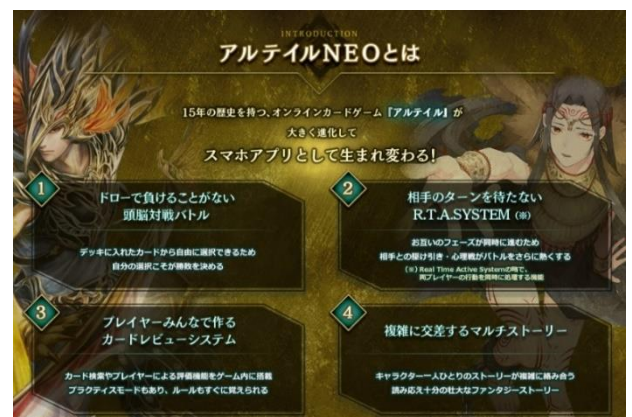 INTRODUCTION
アルテイルNEOとは
15年の歴史を持つ、オンラインカードゲーム『アルテイル』が
大きく進化して
スマホアプリとして生まれ変わる!
1
ドローで負けることがない
頭脳対戦バトル
デッキに入れたカードから自由に選択できるため
自分の選択こそが勝敗を決める
2
相手のターンを待たない
R.T.A.SYSTEM (※)
お互いのフェーズが同時に進むため
相手との駆け引き・心理戦がバトルをさらに熱くする
(※) Real Time Active Systemの略で、
両プレイヤーの行動を同時に処理する機能
3
プレイヤーみんなで作る
カードレビューシステム
カード検索やプレイヤーによる評価機能をゲーム内に搭載
プラクティスモードもあり、ルールもすぐに覚えられる
4
複雑に交差するマルチストーリー
キャラクター一人ひとりのストーリーが複雑に絡み合う
読み応え十分の壮大なファンタジーストーリー